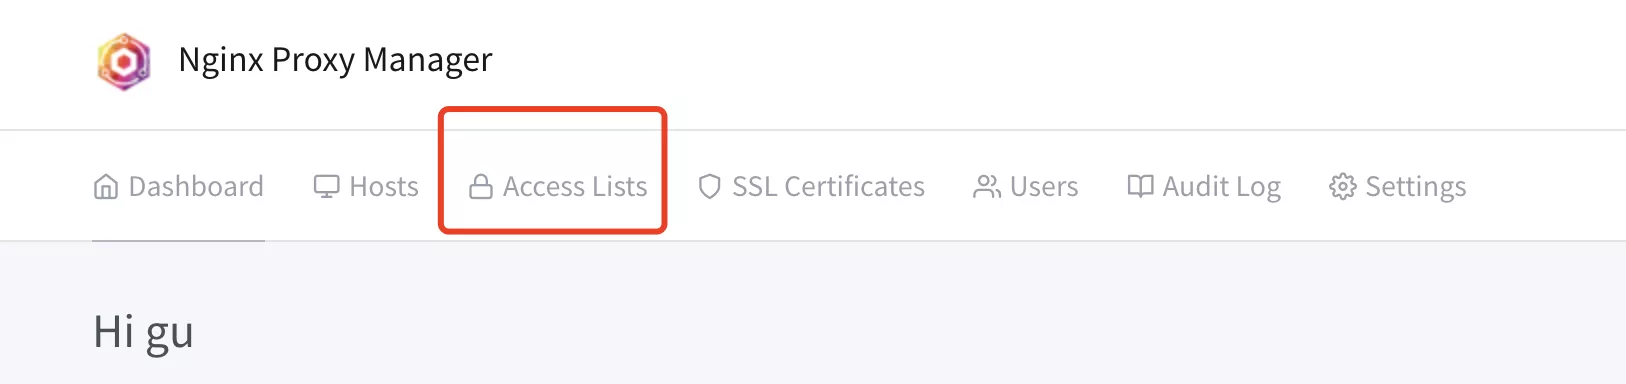 Nginx Proxy Manager
Dashboard Hosts Access Lists SSL Certificates Users Audit Log Settings
Hi gu